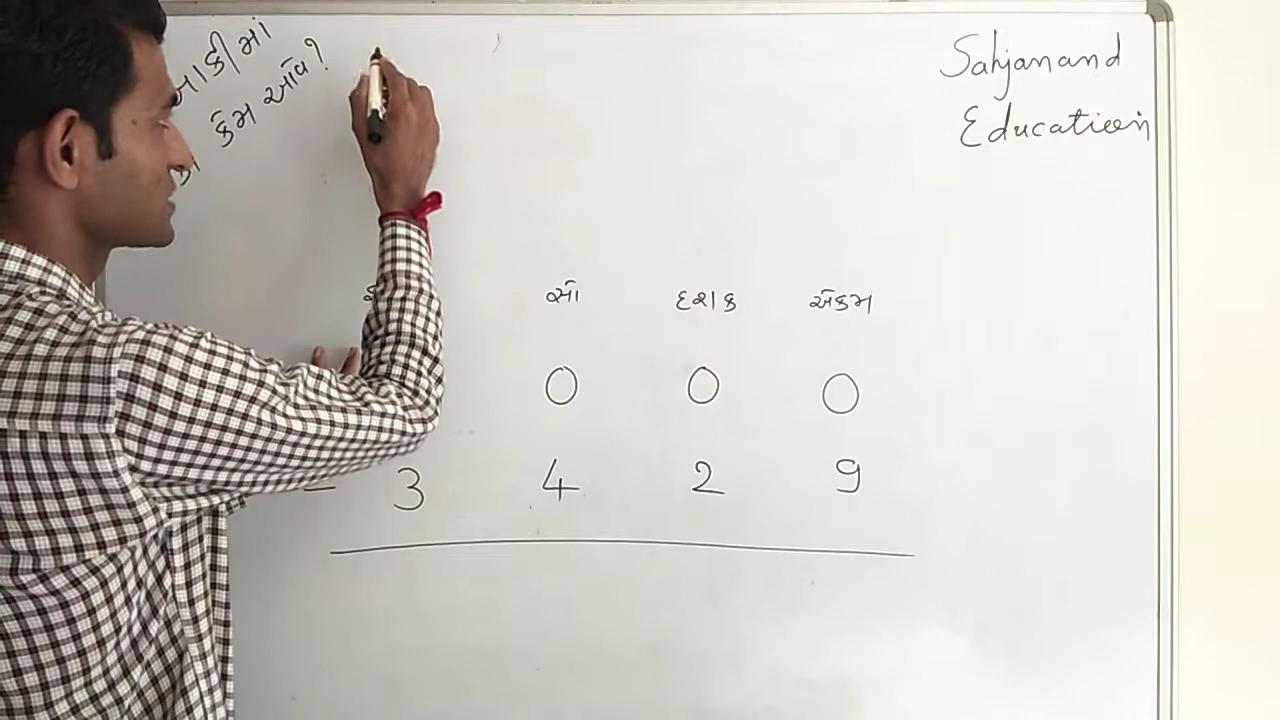 બાકીમાં
કેમ આવે?
Sahjanand
Education
સો દશક એકમ
0 0 0
- 3 4 2 9